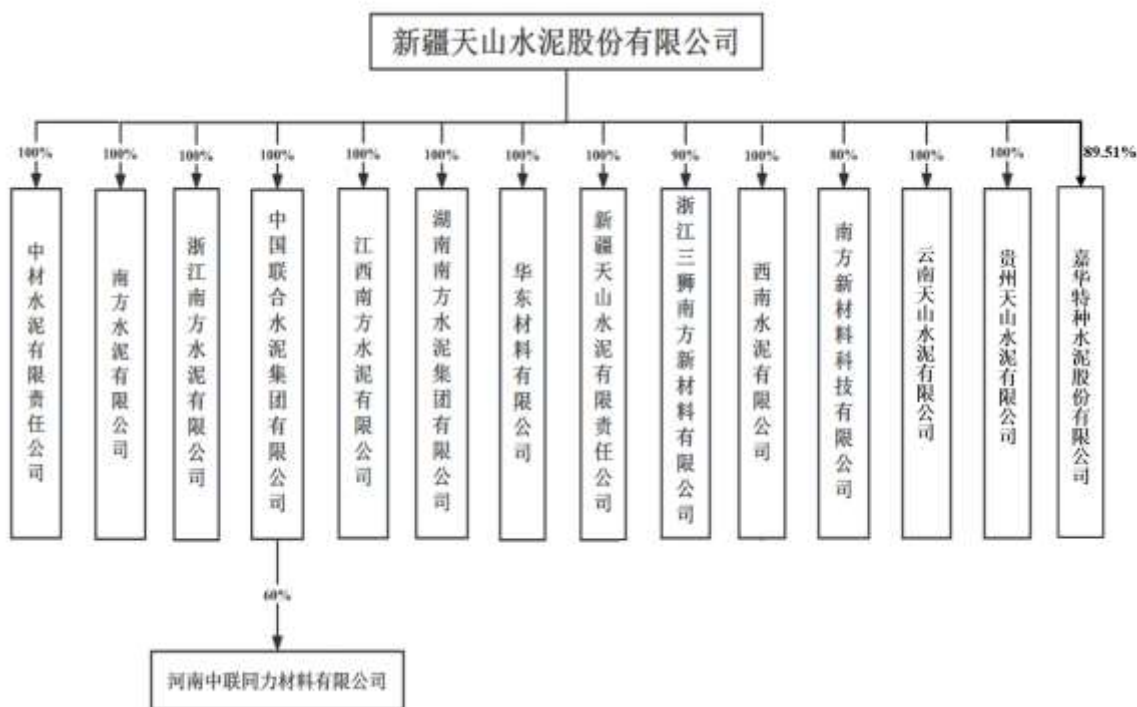 新疆天山水泥股份有限公司
100%
100%
100%
100%
100%
100%
100%
100%
90%
100%
80%
100%
100%
89.51%
中材水泥有限责任公司
南方水泥有限公司
浙江南方水泥有限公司
中国联合水泥集团有限公司
江西南方水泥有限公司
湖南南方水泥集团有限公司
华东材料有限公司
新疆天山水泥有限责任公司
浙江三狮南方新材料有限公司
西南水泥有限公司
南方新材料科技有限公司
云南天山水泥有限公司
贵州天山水泥有限公司
嘉华特种水泥股份有限公司
60%
河南中联同力材料有限公司